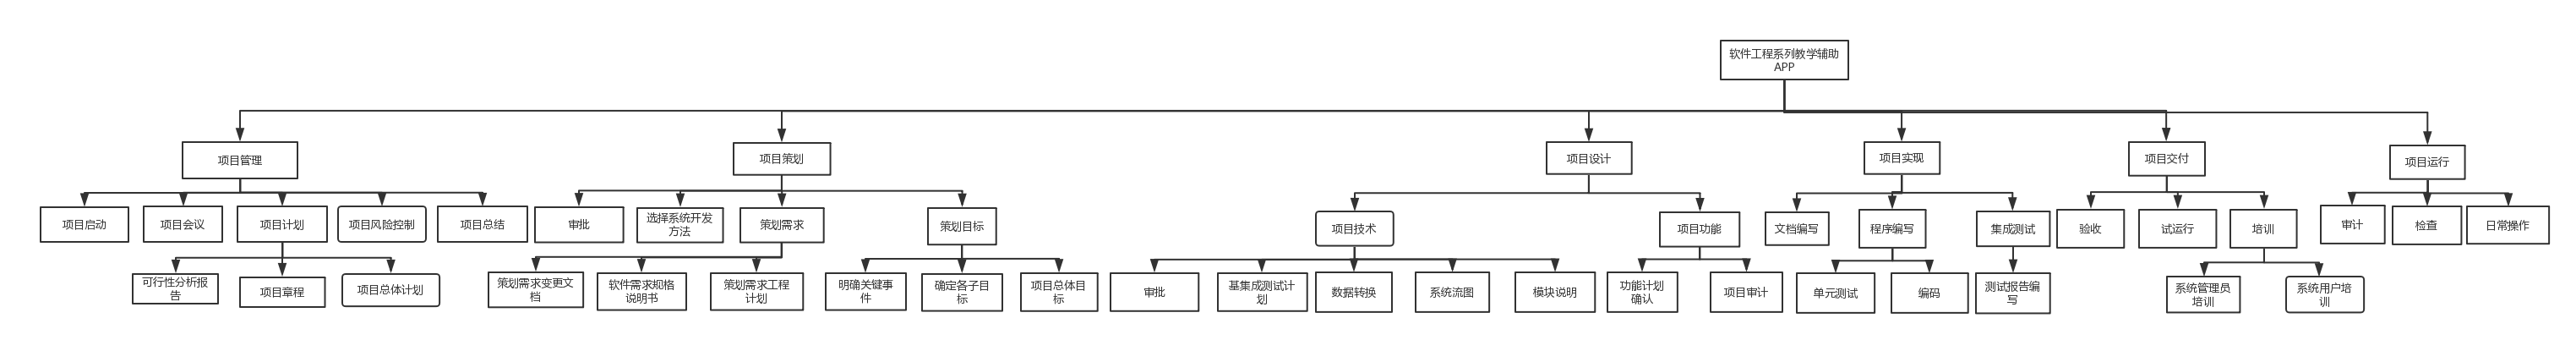 软件工程系列教学辅助
APP
项目管理
项目策划
项目设计
项目实现
项目交付
项目运行
项目启动
项目会议
项目计划
项目风险控制
项目总结
审批
选择系统开发
方法
策划需求
策划目标
项目技术
项目功能
文档编写
程序编写
集成测试
验收
试运行
培训
审计
检查
日常操作
可行性分析报
告
项目章程
项目总体计划
策划需求变更文
档
软件需求规格
说明书
策划需求工程
计划
明确关键事
件
确定各子目
标
项目总体目
标
审批
基集成测试计
划
数据转换
系统流图
模块说明
功能计划
确认
项目审计
单元测试
编码
测试报告编
写
系统管理员
培训
系统用户培
训